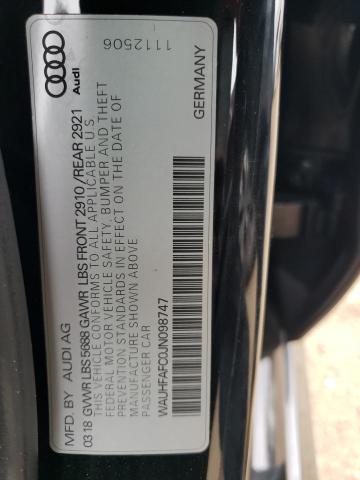 MFD. BY AUDI AG
Audi
1112506
0318 GVWR LBS 5688 GAWR LBS FRONT 2910/REAR 2921
THIS VEHICLE CONFORMS TO ALL APPLICABLE U.S.
FEDERAL MOTOR VEHICLE SAFETY, BUMPER AND THEFT
PREVENTION STANDARDS IN EFFECT ON THE DATE OF
MANUFACTURE SHOWN ABOVE
PASSENGER CAR
WAUHFAFC0JN098747
GERMANY